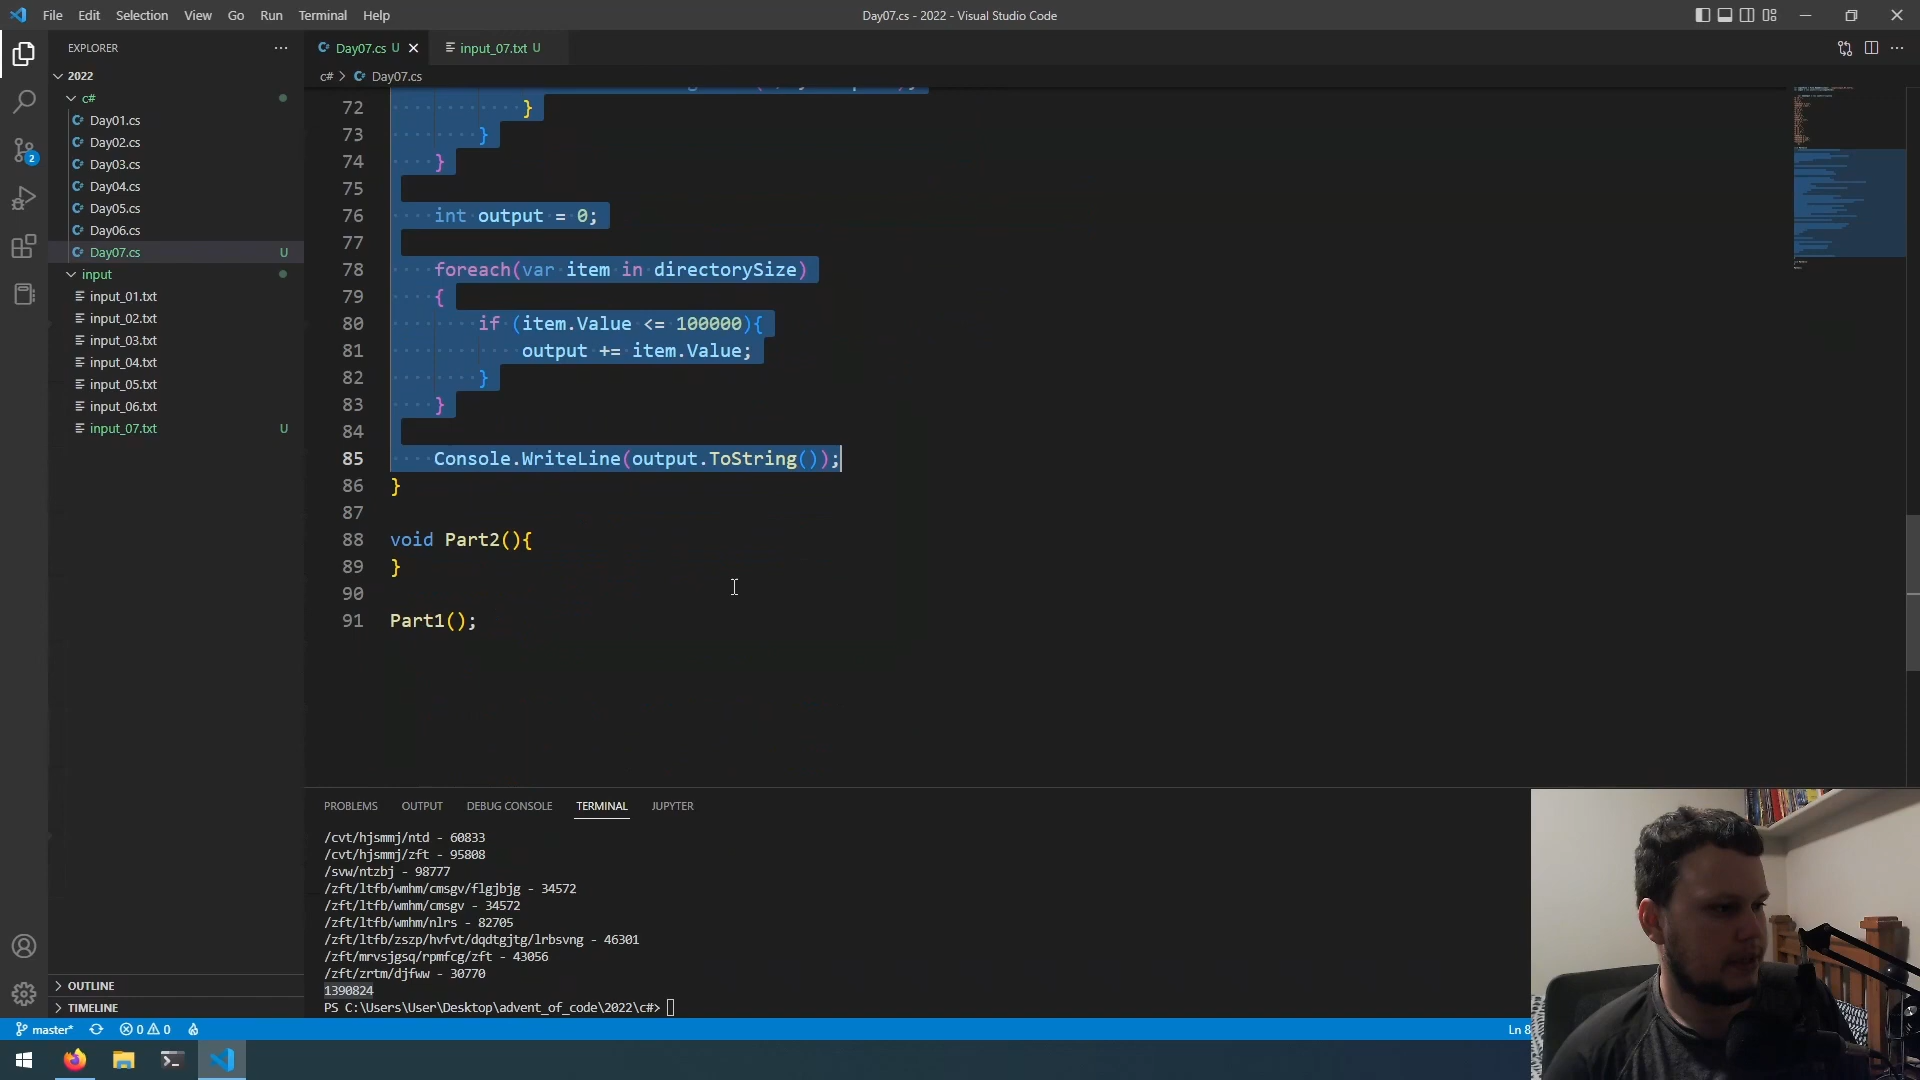 File Edit Selection View Go Run Terminal Help
Day07.cs - 2022 - Visual Studio Code
EXPLORER
2022
c#
Day01.cs
Day02.cs
Day03.cs
Day04.cs
Day05.cs
Day06.cs
Day07.cs U
input
input_01.txt
input_02.txt
input_03.txt
input_04.txt
input_05.txt
input_06.txt
input_07.txt U
OUTLINE
TIMELINE
2
Day07.cs U
input_07.txt U
c# > Day07.cs
72 }
73 }
74 }
75
76 int output = 0;
77
78 foreach(var item in directorySize)
79 {
80 if (item.Value <= 100000){
81 output += item.Value;
82 }
83 }
84
85 Console.WriteLine(output.ToString());
86 }
87
88 void Part2(){
89 }
90
91 Part1();
PROBLEMS OUTPUT DEBUG CONSOLE TERMINAL JUPYTER
/cvt/hjsmmj/ntd - 60833
/cvt/hjsmmj/zft - 95808
/svw/ntzbj - 98777
/zft/ltfb/wmhm/cmsgv/flgjbjg - 34572
/zft/ltfb/wmhm/cmsgv - 34572
/zft/ltfb/wmhm/nlrs - 82705
/zft/ltfb/zszp/hvfvt/dqdtgjtg/lrbsvng - 46301
/zft/mrvsjgsq/rpmfcg/zft - 43056
/zft/zrtm/djfww - 30770
1390824
PS C:\Users\User\Desktop\advent_of_code\2022\c#>
master* 0 0
Ln 8